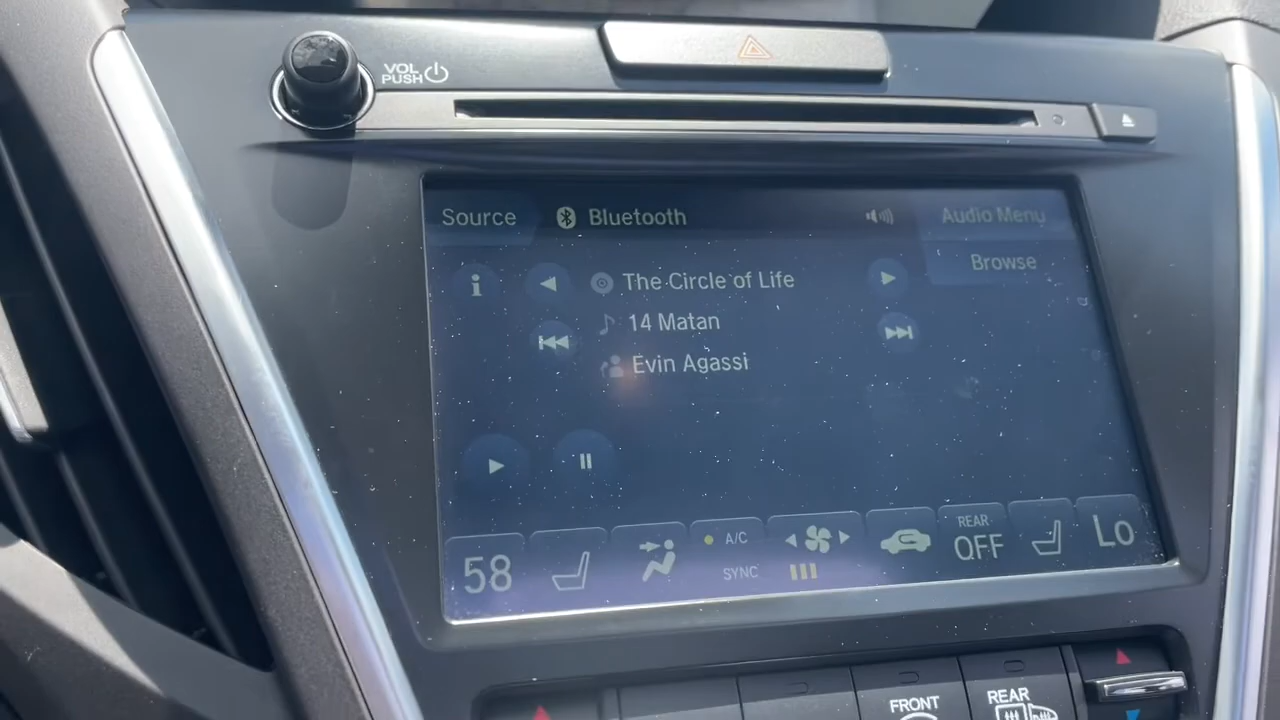 VOL
PUSH
Source
Bluetooth
Audio Menu
Browse
The Circle of Life
14 Matan
Evin Agassi
58
A/C
SYNC
REAR
OFF
Lo
FRONT
REAR